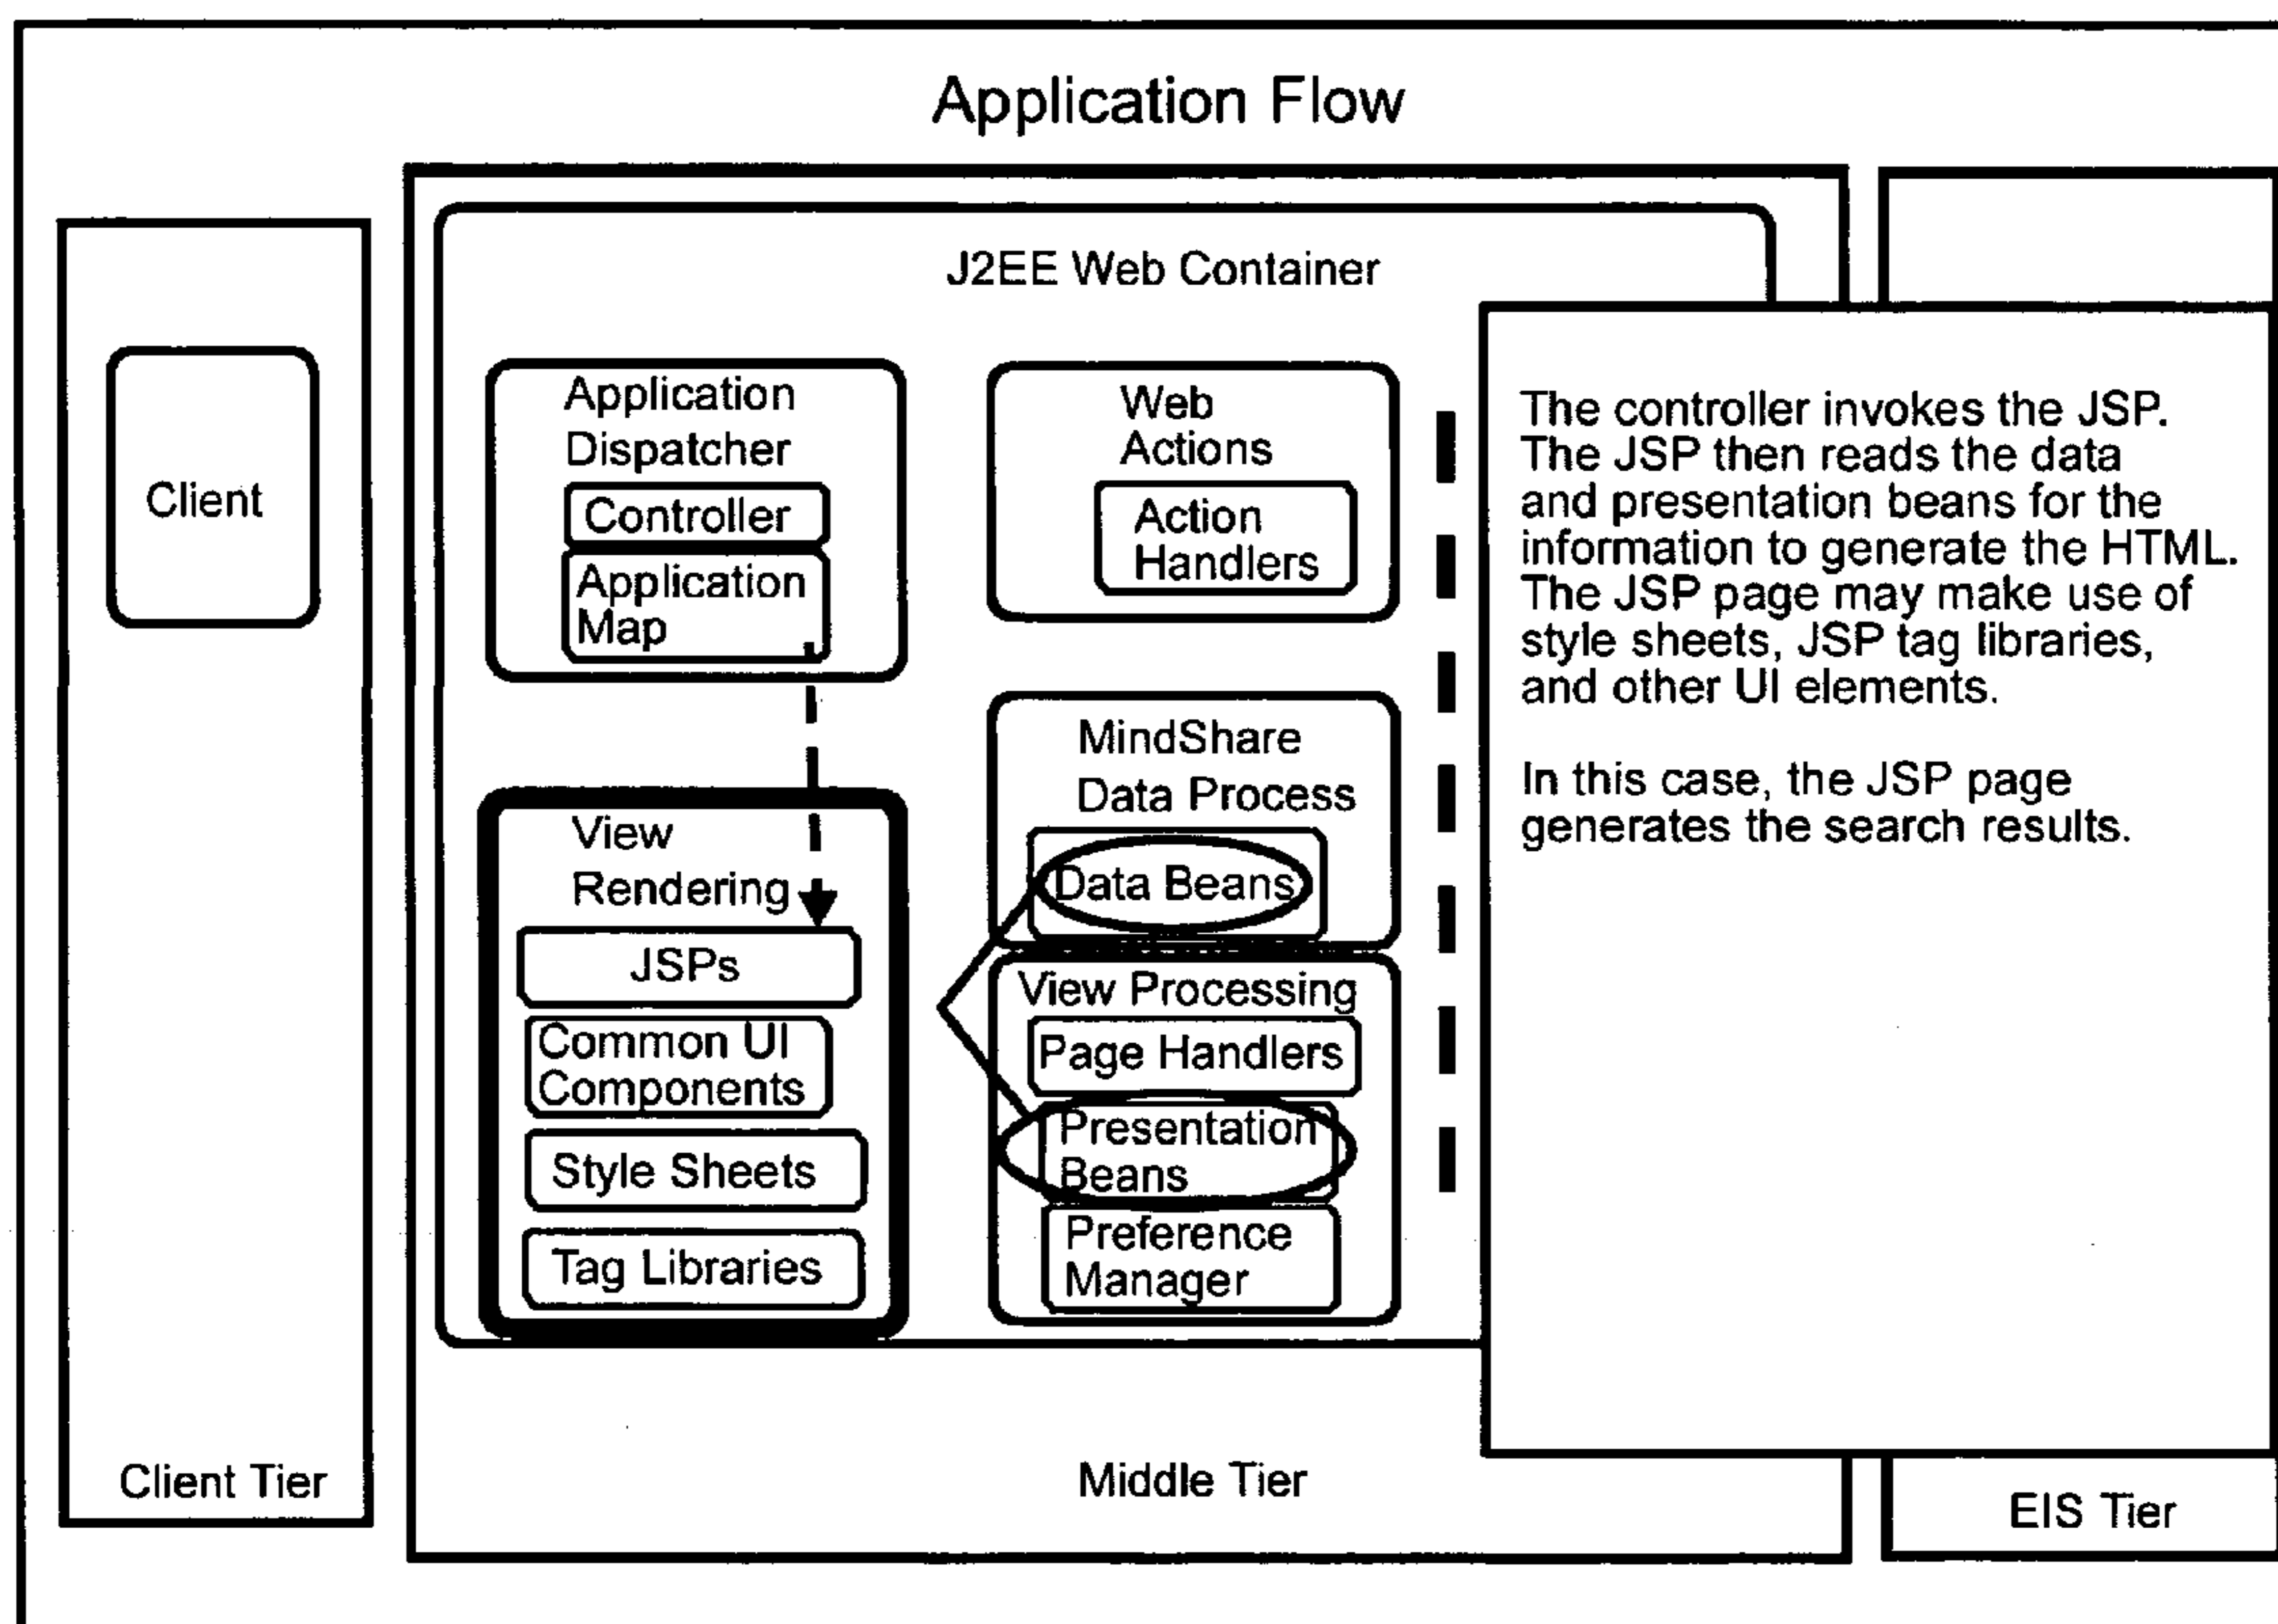 Application Flow
J2EE Web Container
Client
Client Tier
Application
Dispatcher
Controller
Application
Map
View
Rendering
JSPs
Common UI
Components
Style Sheets
Tag Libraries
Web
Actions
Action
Handlers
MindShare
Data Process
Data Beans
View Processing
Page Handlers
Presentation
Beans
Preference
Manager
Middle Tier
The controller invokes the JSP.
The JSP then reads the data
and presentation beans for the
information to generate the HTML.
The JSP page may make use of
style sheets, JSP tag libraries,
and other UI elements.
In this case, the JSP page
generates the search results.
EIS Tier